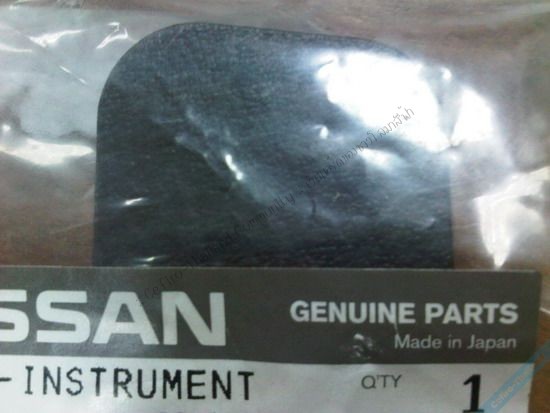 SSAN
GENUINE PARTS
Made in Japan
-INSTRUMENT
Q'TY 1